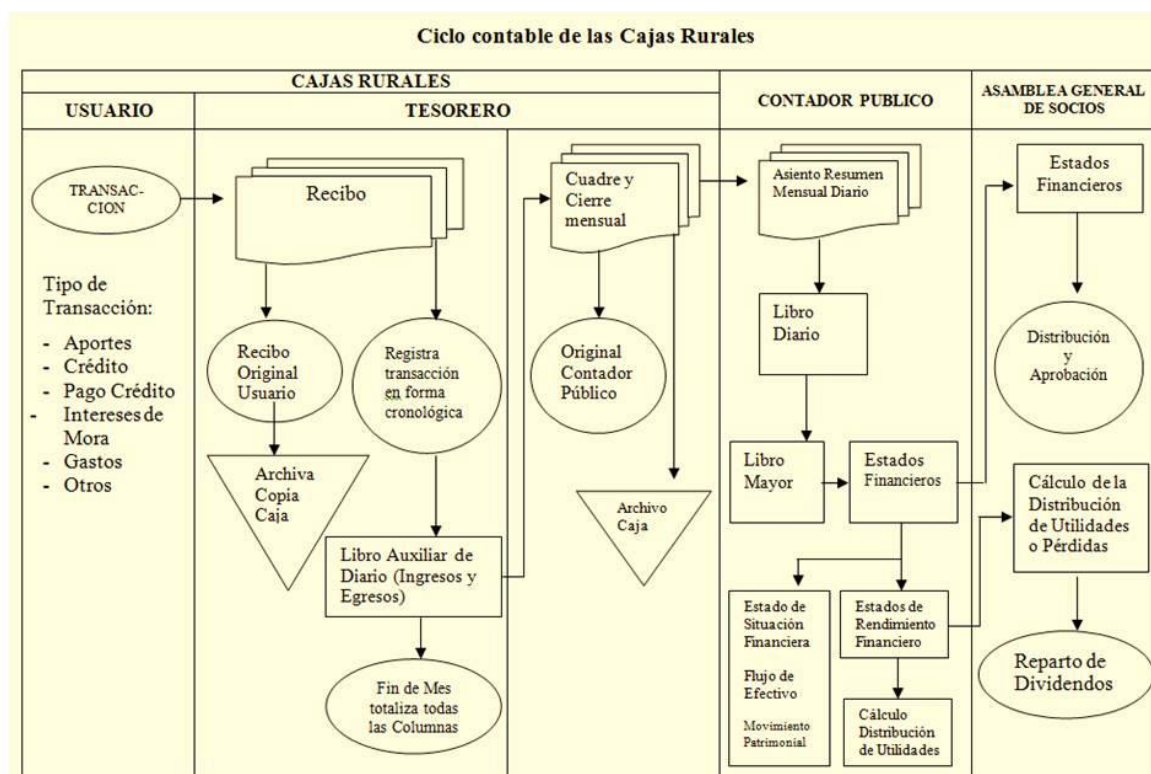 Ciclo contable de las Cajas Rurales
CAJAS RURALES
CONTADOR PUBLICO
ASAMBLEA GENERAL
DE SOCIOS
USUARIO
TESORERO
TRANSAC-
CION
Tipo de
Transacción:
- Aportes
- Crédito
- Pago Crédito
- Intereses de
Mora
- Gastos
- Otros
Recibo
Recibo
Original
Usuario
Archiva
Copia
Caja
Registra
transacción
en forma
cronológica
Libro Auxiliar de
Diario (Ingresos y
Egresos)
Fin de Mes
totaliza todas
las Columnas
Cuadre y
Cierre
mensual
Original
Contador
Público
Archivo
Caja
Asiento Resumen
Mensual Diario
Libro
Diario
Libro
Mayor
Estados
Financieros
Estado de
Situación
Financiera
Flujo de
Efectivo
Movimiento
Patrimonial
Estados de
Rendimiento
Financiero
Cálculo
Distribución
de Utilidades
Estados
Financieros
Distribución
y
Aprobación
Cálculo de la
Distribución
de Utilidades
o Pérdidas
Reparto de
Dividendos